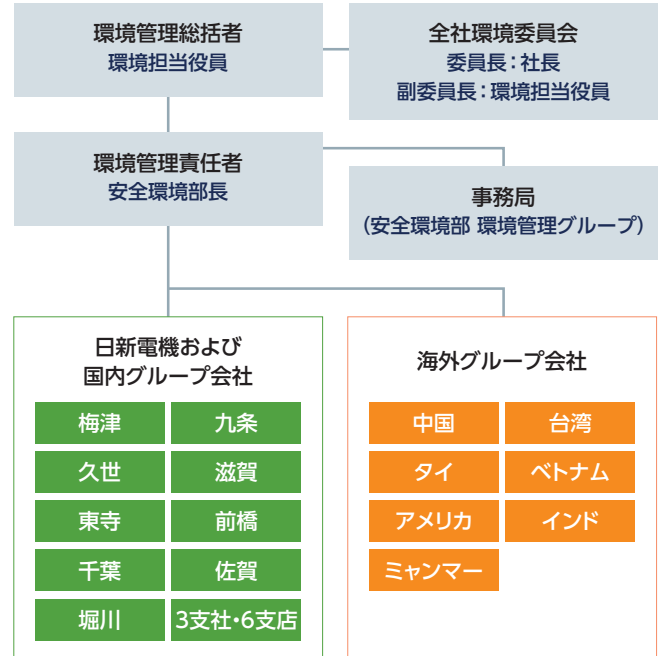 環境管理総括者
環境担当役員
全社環境委員会
委員長：社長
副委員長：環境担当役員
環境管理責任者
安全環境部長
事務局
（安全環境部 環境管理グループ）
日新電機および
国内グループ会社
梅津
九条
久世
滋賀
東寺
前橋
千葉
佐賀
堀川
3支社・6支店
海外グループ会社
中国
台湾
タイ
ベトナム
アメリカ
インド
ミャンマー